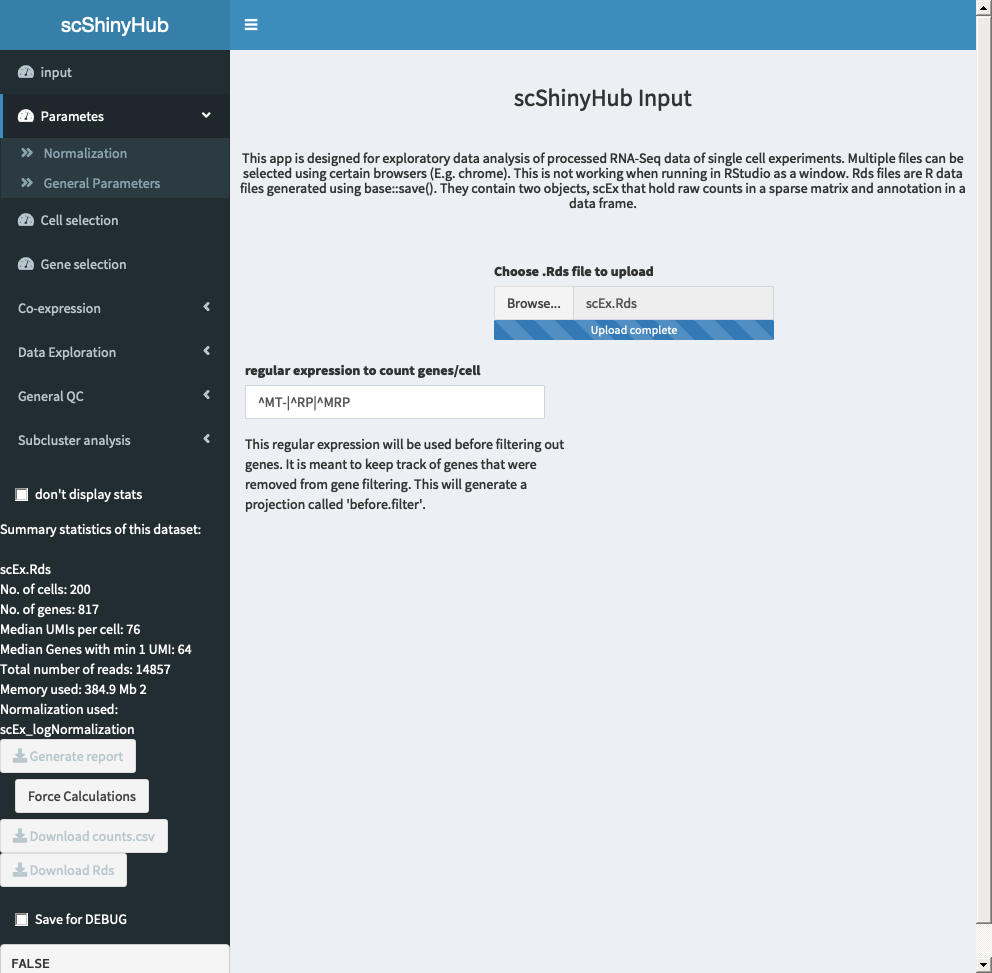 scShinyHub
input
Parametes
Normalization
General Parameters
Cell selection
Gene selection
Co-expression
Data Exploration
General QC
Subcluster analysis
don't display stats
Summary statistics of this dataset:
scEx.Rds
No. of cells: 200
No. of genes: 817
Median UMIs per cell: 76
Median Genes with min 1 UMI: 64
Total number of reads: 14857
Memory used: 384.9 Mb 2
Normalization used:
scEx_logNormalization
Generate report
Force Calculations
Download counts.csv
Download Rds
Save for DEBUG
FALSE
scShinyHub Input
This app is designed for exploratory data analysis of processed RNA-Seq data of single cell experiments. Multiple files can be
selected using certain browsers (E.g. chrome). This is not working when running in RStudio as a window. Rds files are R data
files generated using base::save(). They contain two objects, scEx that hold raw counts in a sparse matrix and annotation in a
data frame.
Choose .Rds file to upload
Browse... scEx.Rds
Upload complete
regular expression to count genes/cell
^MT-|^RP|^MRP
This regular expression will be used before filtering out
genes. It is meant to keep track of genes that were
removed from gene filtering. This will generate a
projection called 'before.filter'.